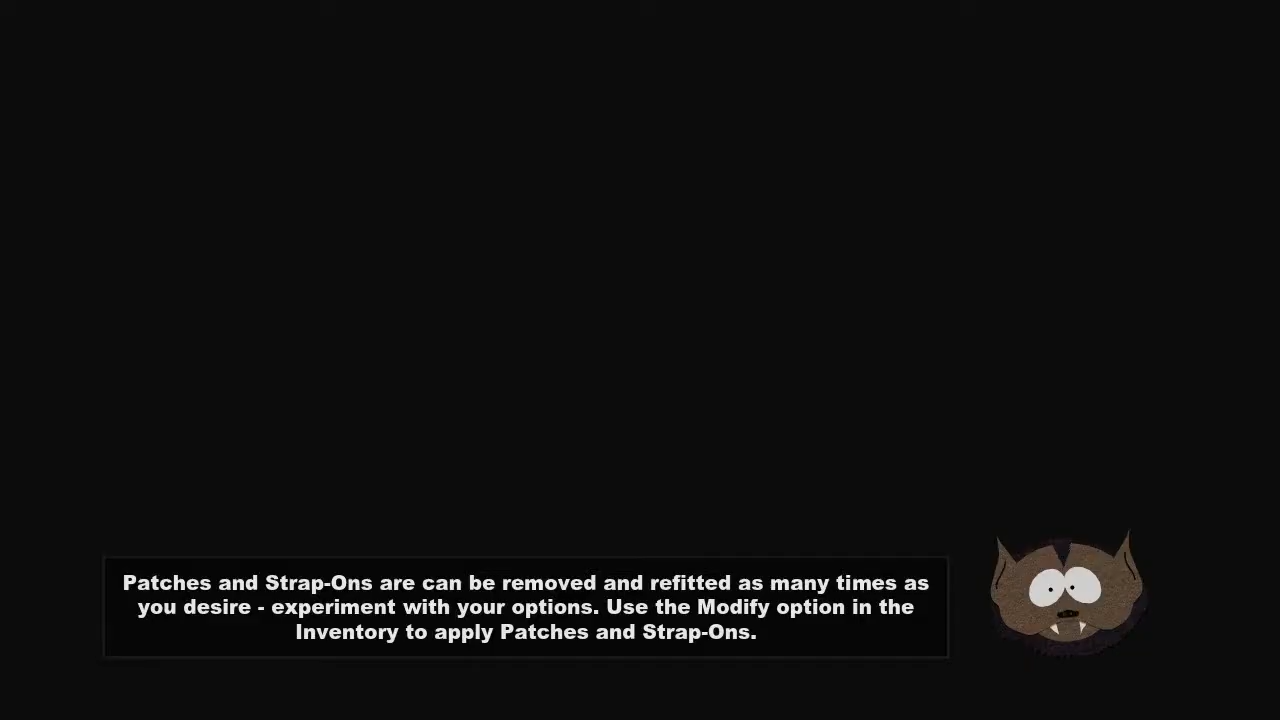 Patches and Strap-Ons are can be removed and refitted as many times as
you desire - experiment with your options. Use the Modify option in the
Inventory to apply Patches and Strap-Ons.